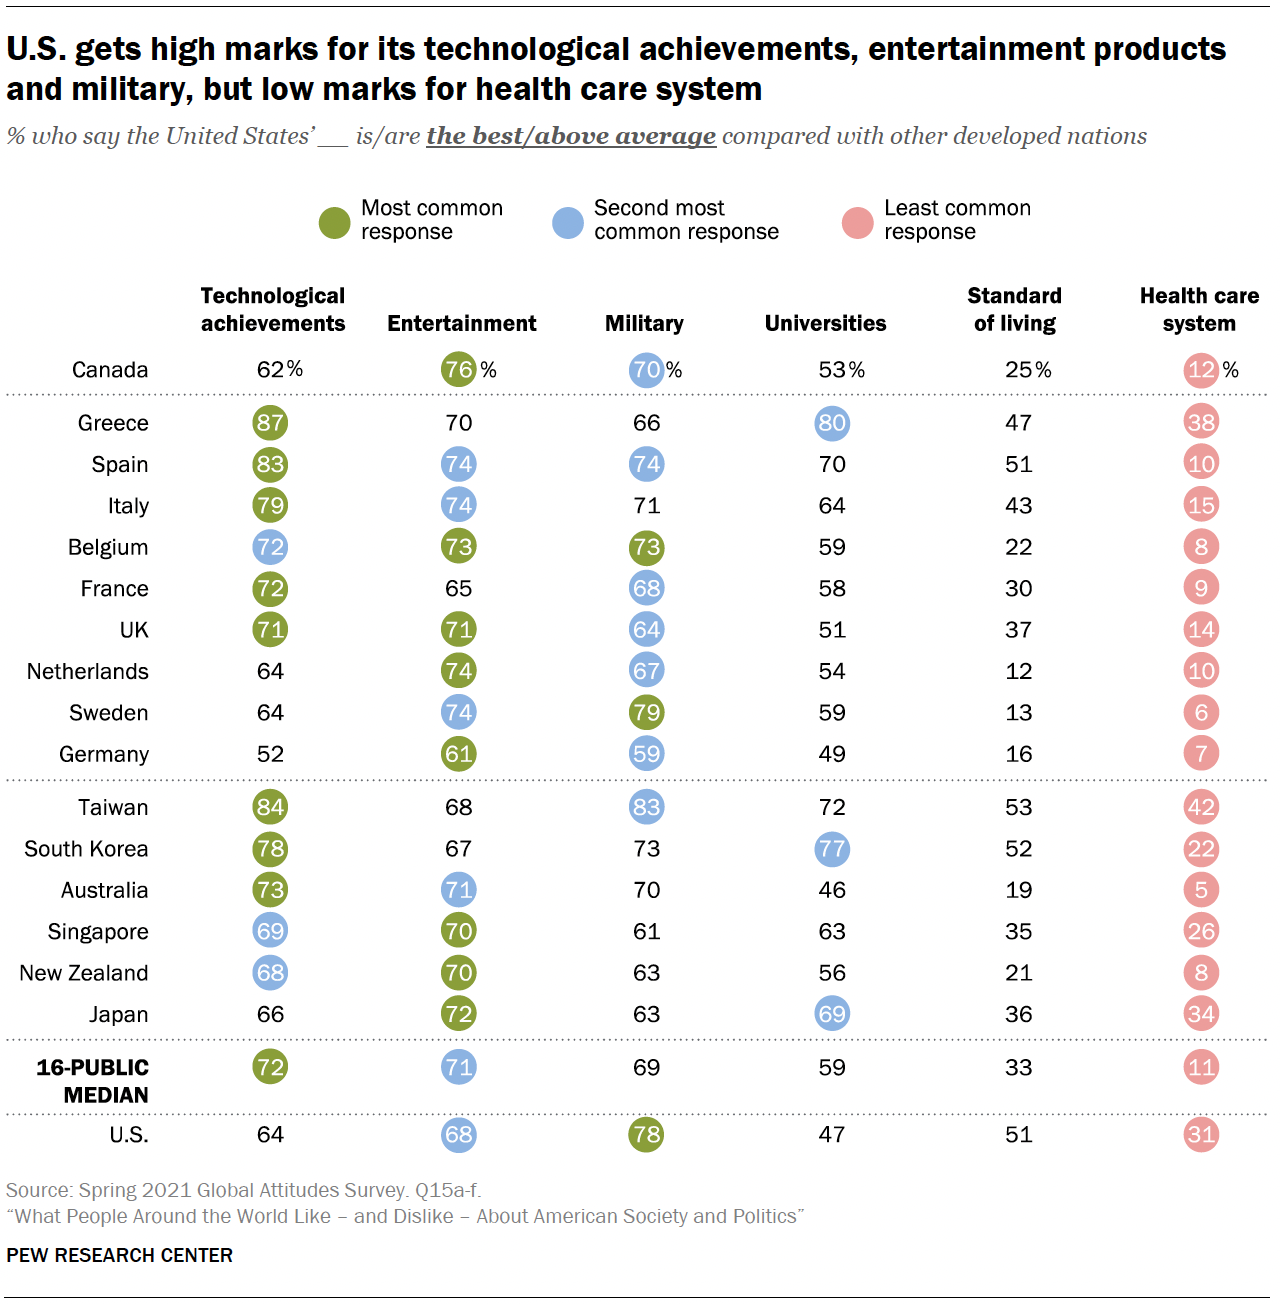 U.S. gets high marks for its technological achievements, entertainment products
and military, but low marks for health care system
% who say the United States’ __ is/are the best/above average compared with other developed nations
Most common
response
Second most
common response
Least common
response
Technological
achievements
Entertainment
Military
Universities
Standard
of living
Health care
system
Canada 62% 76% 70% 53% 25% 12%
Greece 87 70 66 80 47 38
Spain 83 74 74 70 51 10
Italy 79 74 71 64 43 15
Belgium 72 73 73 59 22 8
France 72 65 68 58 30 9
UK 71 71 64 51 37 14
Netherlands 64 74 67 54 12 10
Sweden 64 74 79 59 13 6
Germany 52 61 59 49 16 7
Taiwan 84 68 83 72 53 42
South Korea 78 67 73 77 52 22
Australia 73 71 70 46 19 5
Singapore 69 70 61 63 35 26
New Zealand 68 70 63 56 21 8
Japan 66 72 63 69 36 34
16-PUBLIC
MEDIAN
72 71 69 59 33 11
U.S. 64 68 78 47 51 31
Source: Spring 2021 Global Attitudes Survey. Q15a-f.
“What People Around the World Like – and Dislike – About American Society and Politics”
PEW RESEARCH CENTER